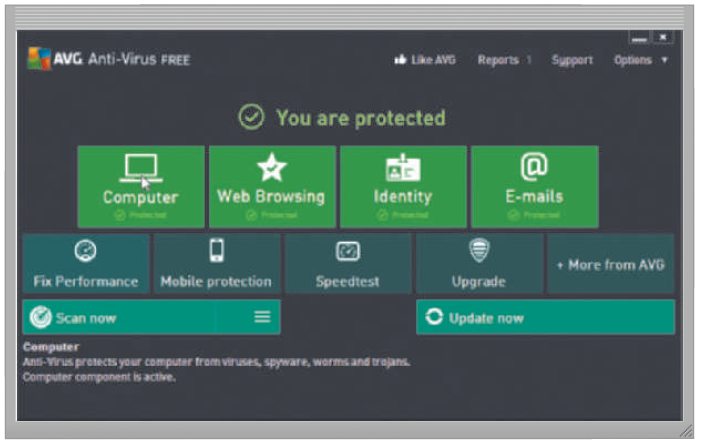 AVG Anti-Virus FREE
Like AVG Reports 1 Support Options
You are protected
Computer Web Browsing Identity E-mails
Protected Protected Protected Protected
Fix Performance Mobile protection Speedtest Upgrade + More from AVG
Scan now Update now
Computer
Anti-Virus protects your computer from viruses, spyware, worms and trojans.
Computer component is active.